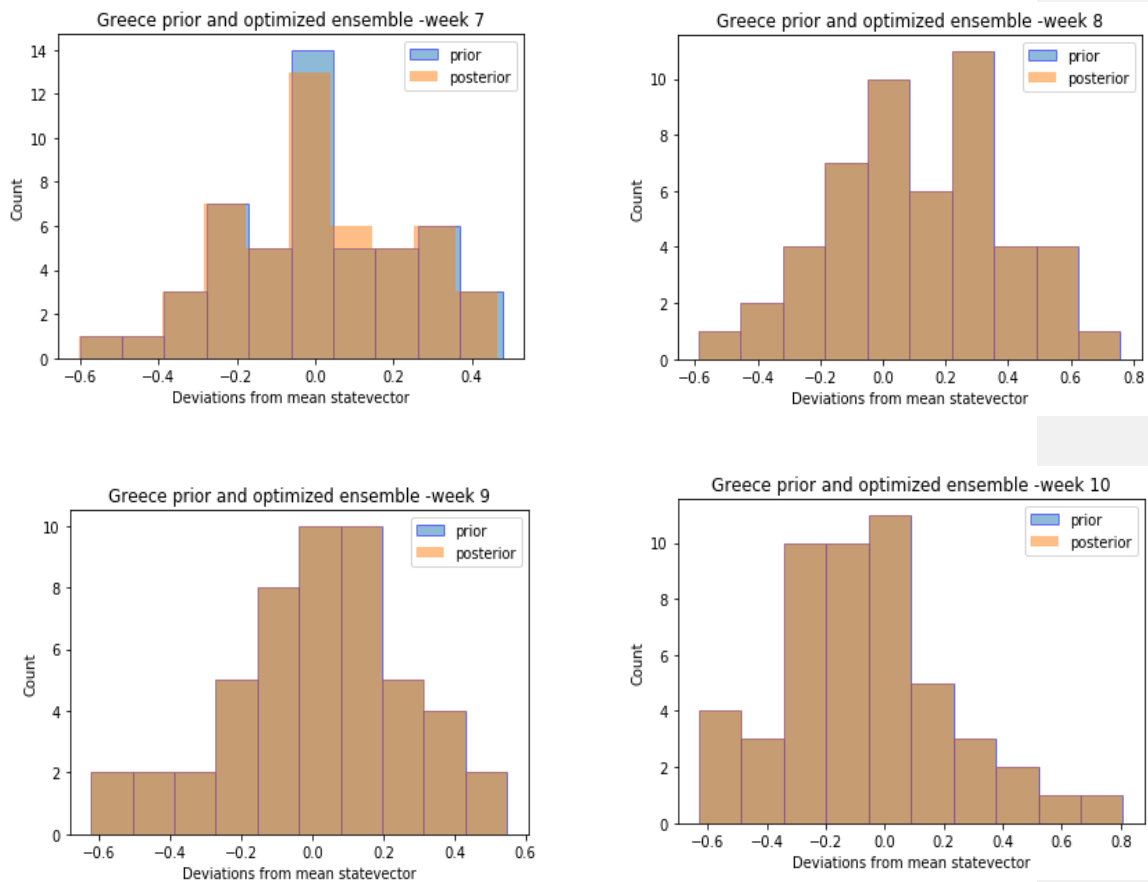 Greece prior and optimized ensemble -week 7
prior
posterior
14
12
10
8
6
4
2
0
Count
−0.6 −0.4 −0.2 0.0 0.2 0.4
Deviations from mean statevector
Greece prior and optimized ensemble -week 8
prior
posterior
10
8
6
4
2
0
Count
−0.6 −0.4 −0.2 0.0 0.2 0.4 0.6 0.8
Deviations from mean statevector
Greece prior and optimized ensemble -week 9
prior
posterior
10
8
6
4
2
0
Count
−0.6 −0.4 −0.2 0.0 0.2 0.4 0.6
Deviations from mean statevector
Greece prior and optimized ensemble -week 10
prior
posterior
10
8
6
4
2
0
Count
−0.6 −0.4 −0.2 0.0 0.2 0.4 0.6 0.8
Deviations from mean statevector